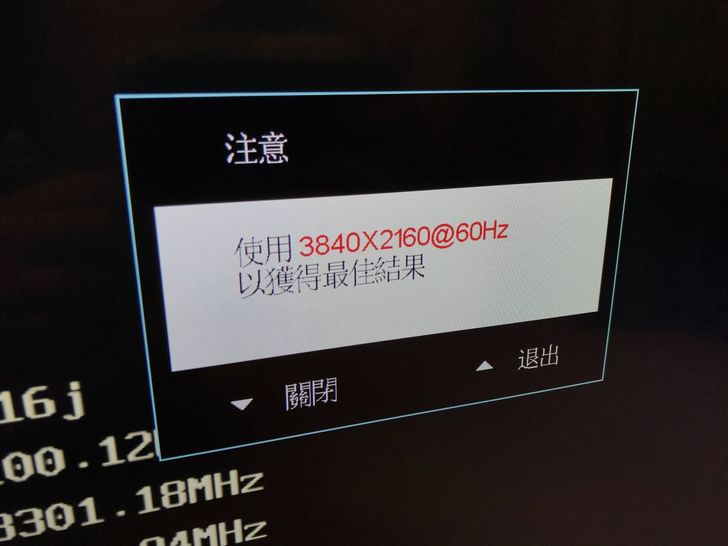 注意
使用 3840X2160@60Hz
以獲得最佳結果
關閉
退出
16j
00.12
3301.18MHz
04MHz